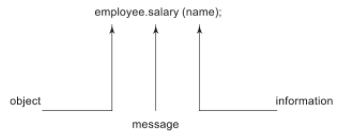 employee.salary (name);
object
information
message